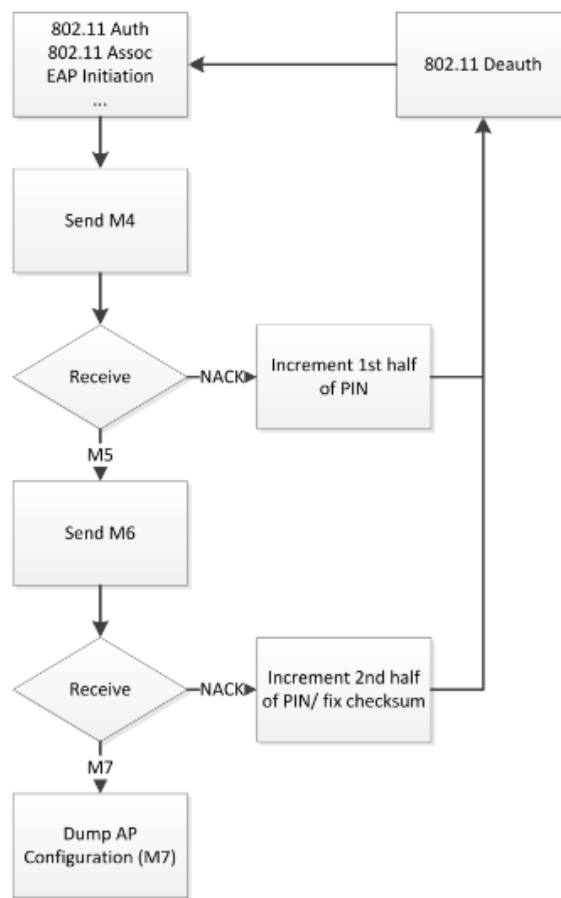 802.11 Auth
802.11 Assoc
EAP Initiation
...
802.11 Deauth
Send M4
Receive
NACK
Increment 1st half
of PIN
M5
Send M6
Receive
NACK
Increment 2nd half
of PIN/ fix checksum
M7
Dump AP
Configuration (M7)